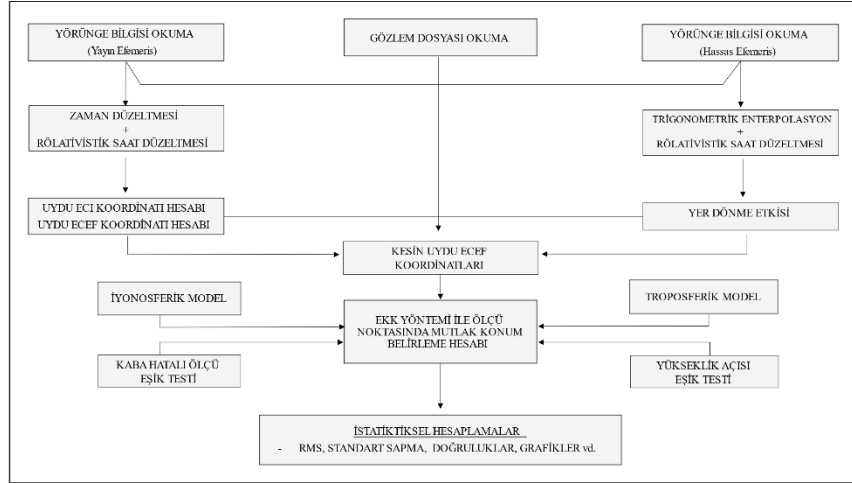 YÖRÜNGE BİLGİSİ OKUMA
(Yayın Efemeris)
GÖZLEM DOSYASI OKUMA
YÖRÜNGE BİLGİSİ OKUMA
(Hassas Efemeris)
ZAMAN DÜZELTMESİ
+
RÖLATİVİSTİK SAAT DÜZELTMESİ
TRİGONOMETRİK ENTERPOLASYON
+
RÖLATİVİSTİK SAAT DÜZELTMESİ
UYDU ECI KOORDİNATI HESABI
UYDU ECEF KOORDİNATI HESABI
YER DÖNME ETKİSİ
KESİN UYDU ECEF
KOORDİNATLARI
İYONOSFERİK MODEL
TROPOSFERİK MODEL
EKK YÖNTEMİ İLE ÖLÇÜ
NOKTASINDA MUTLAK KONUM
BELİRLEME HESABI
KABA HATALI ÖLÇÜ
EŞİK TESTİ
YÜKSEKLİK AÇISI
EŞİK TESTİ
İSTATİKTİKSEL HESAPLAMALAR
- RMS, STANDART SAPMA, DOĞRULUKLAR, GRAFİKLER vd.